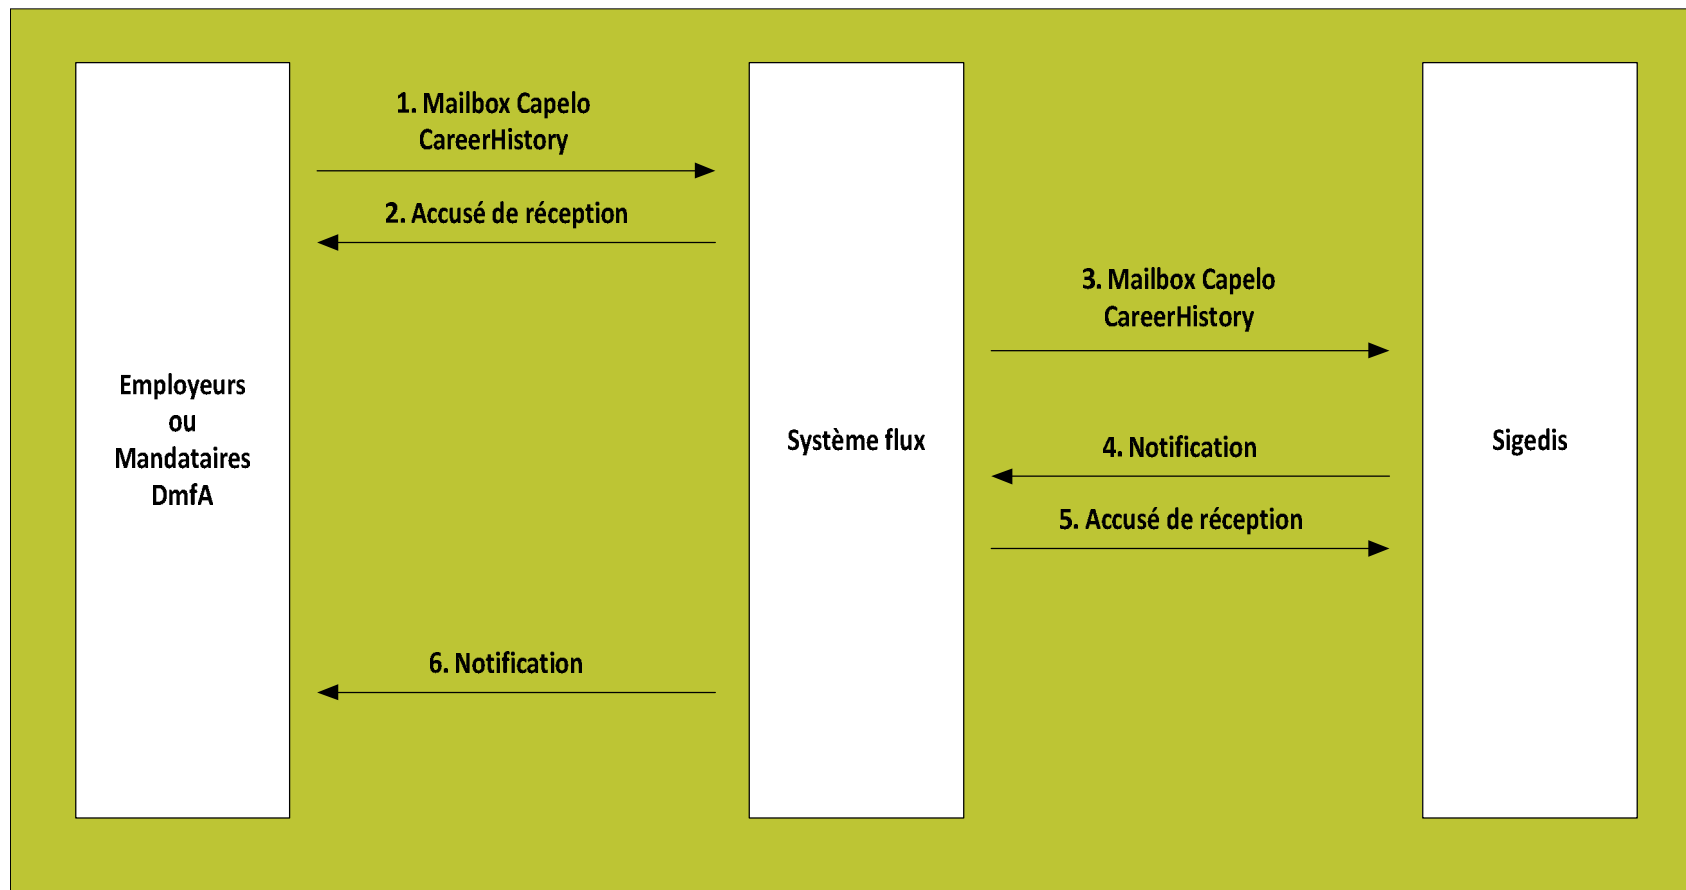 1. Mailbox Capelo
CareerHistory
2. Accusé de réception
3. Mailbox Capelo
CareerHistory
Employeurs
ou
Mandataires
DmfA
Système flux
Sigedis
4. Notification
5. Accusé de réception
6. Notification